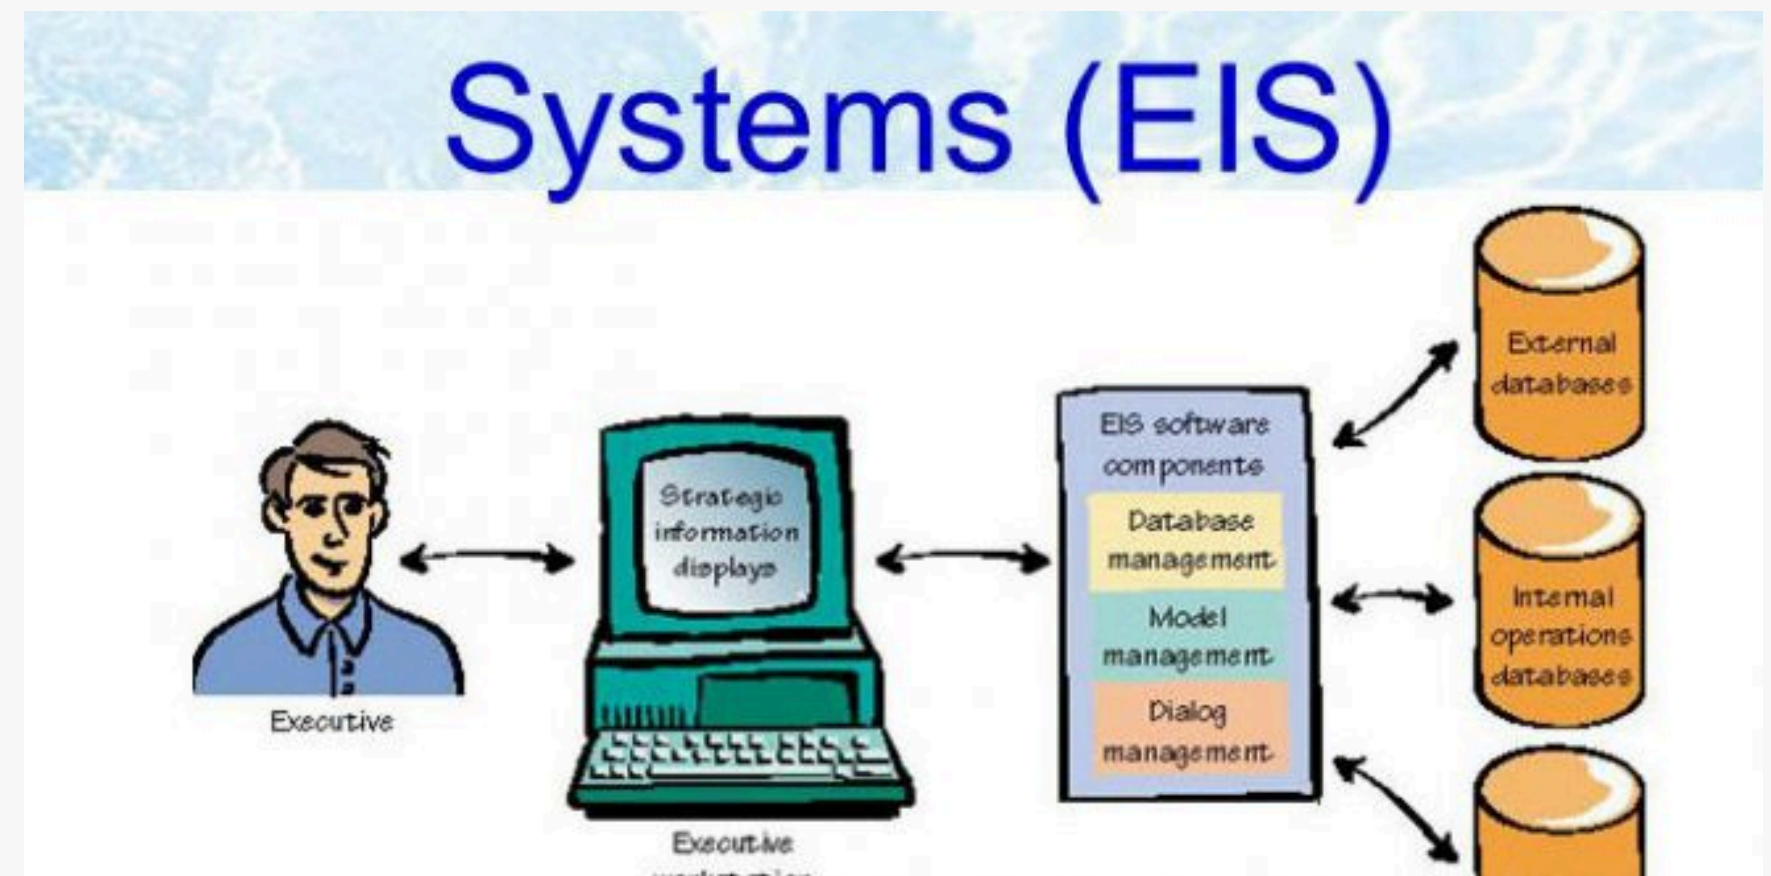 Systems (EIS)
External
databases
EIS software
components
Strategic
information
displays
Database
management
Model
management
Internal
operations
databases
Dialog
management
Executive
Executive